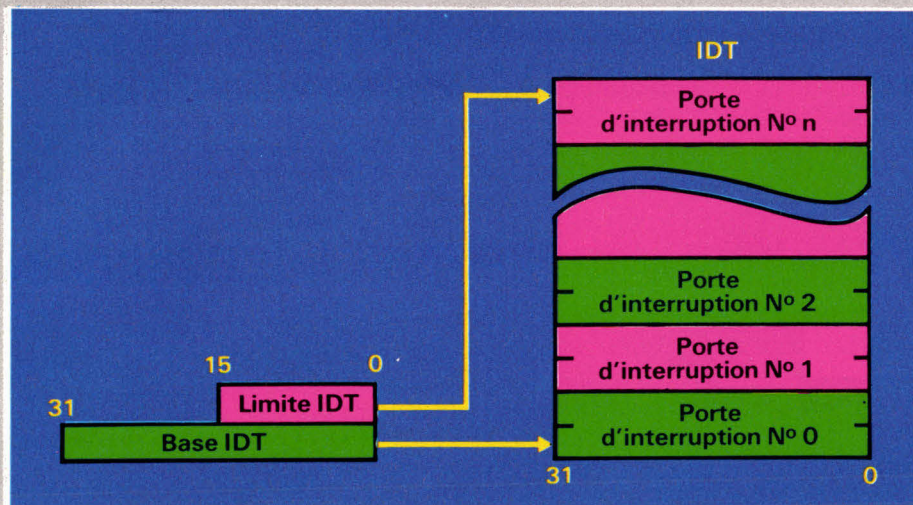 IDT
Porte
d'interruption Nº n
Porte
d'interruption Nº 2
Porte
d'interruption Nº 1
Porte
d'interruption Nº 0
31 0
15 0
31
Limite IDT
Base IDT